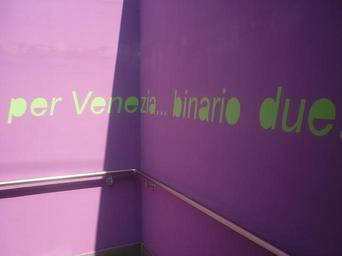 per Venezia... binario due.